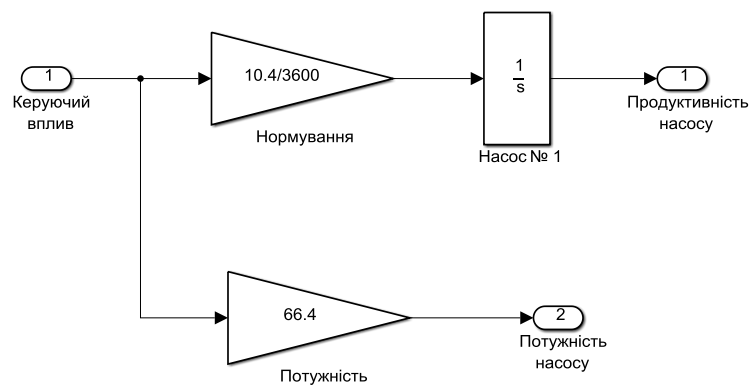 1
Керуючий
вплив
10.4/3600
Нормування
1
s
Насос № 1
1
Продуктивність
насосу
66.4
Потужність
2
Потужність
насосу